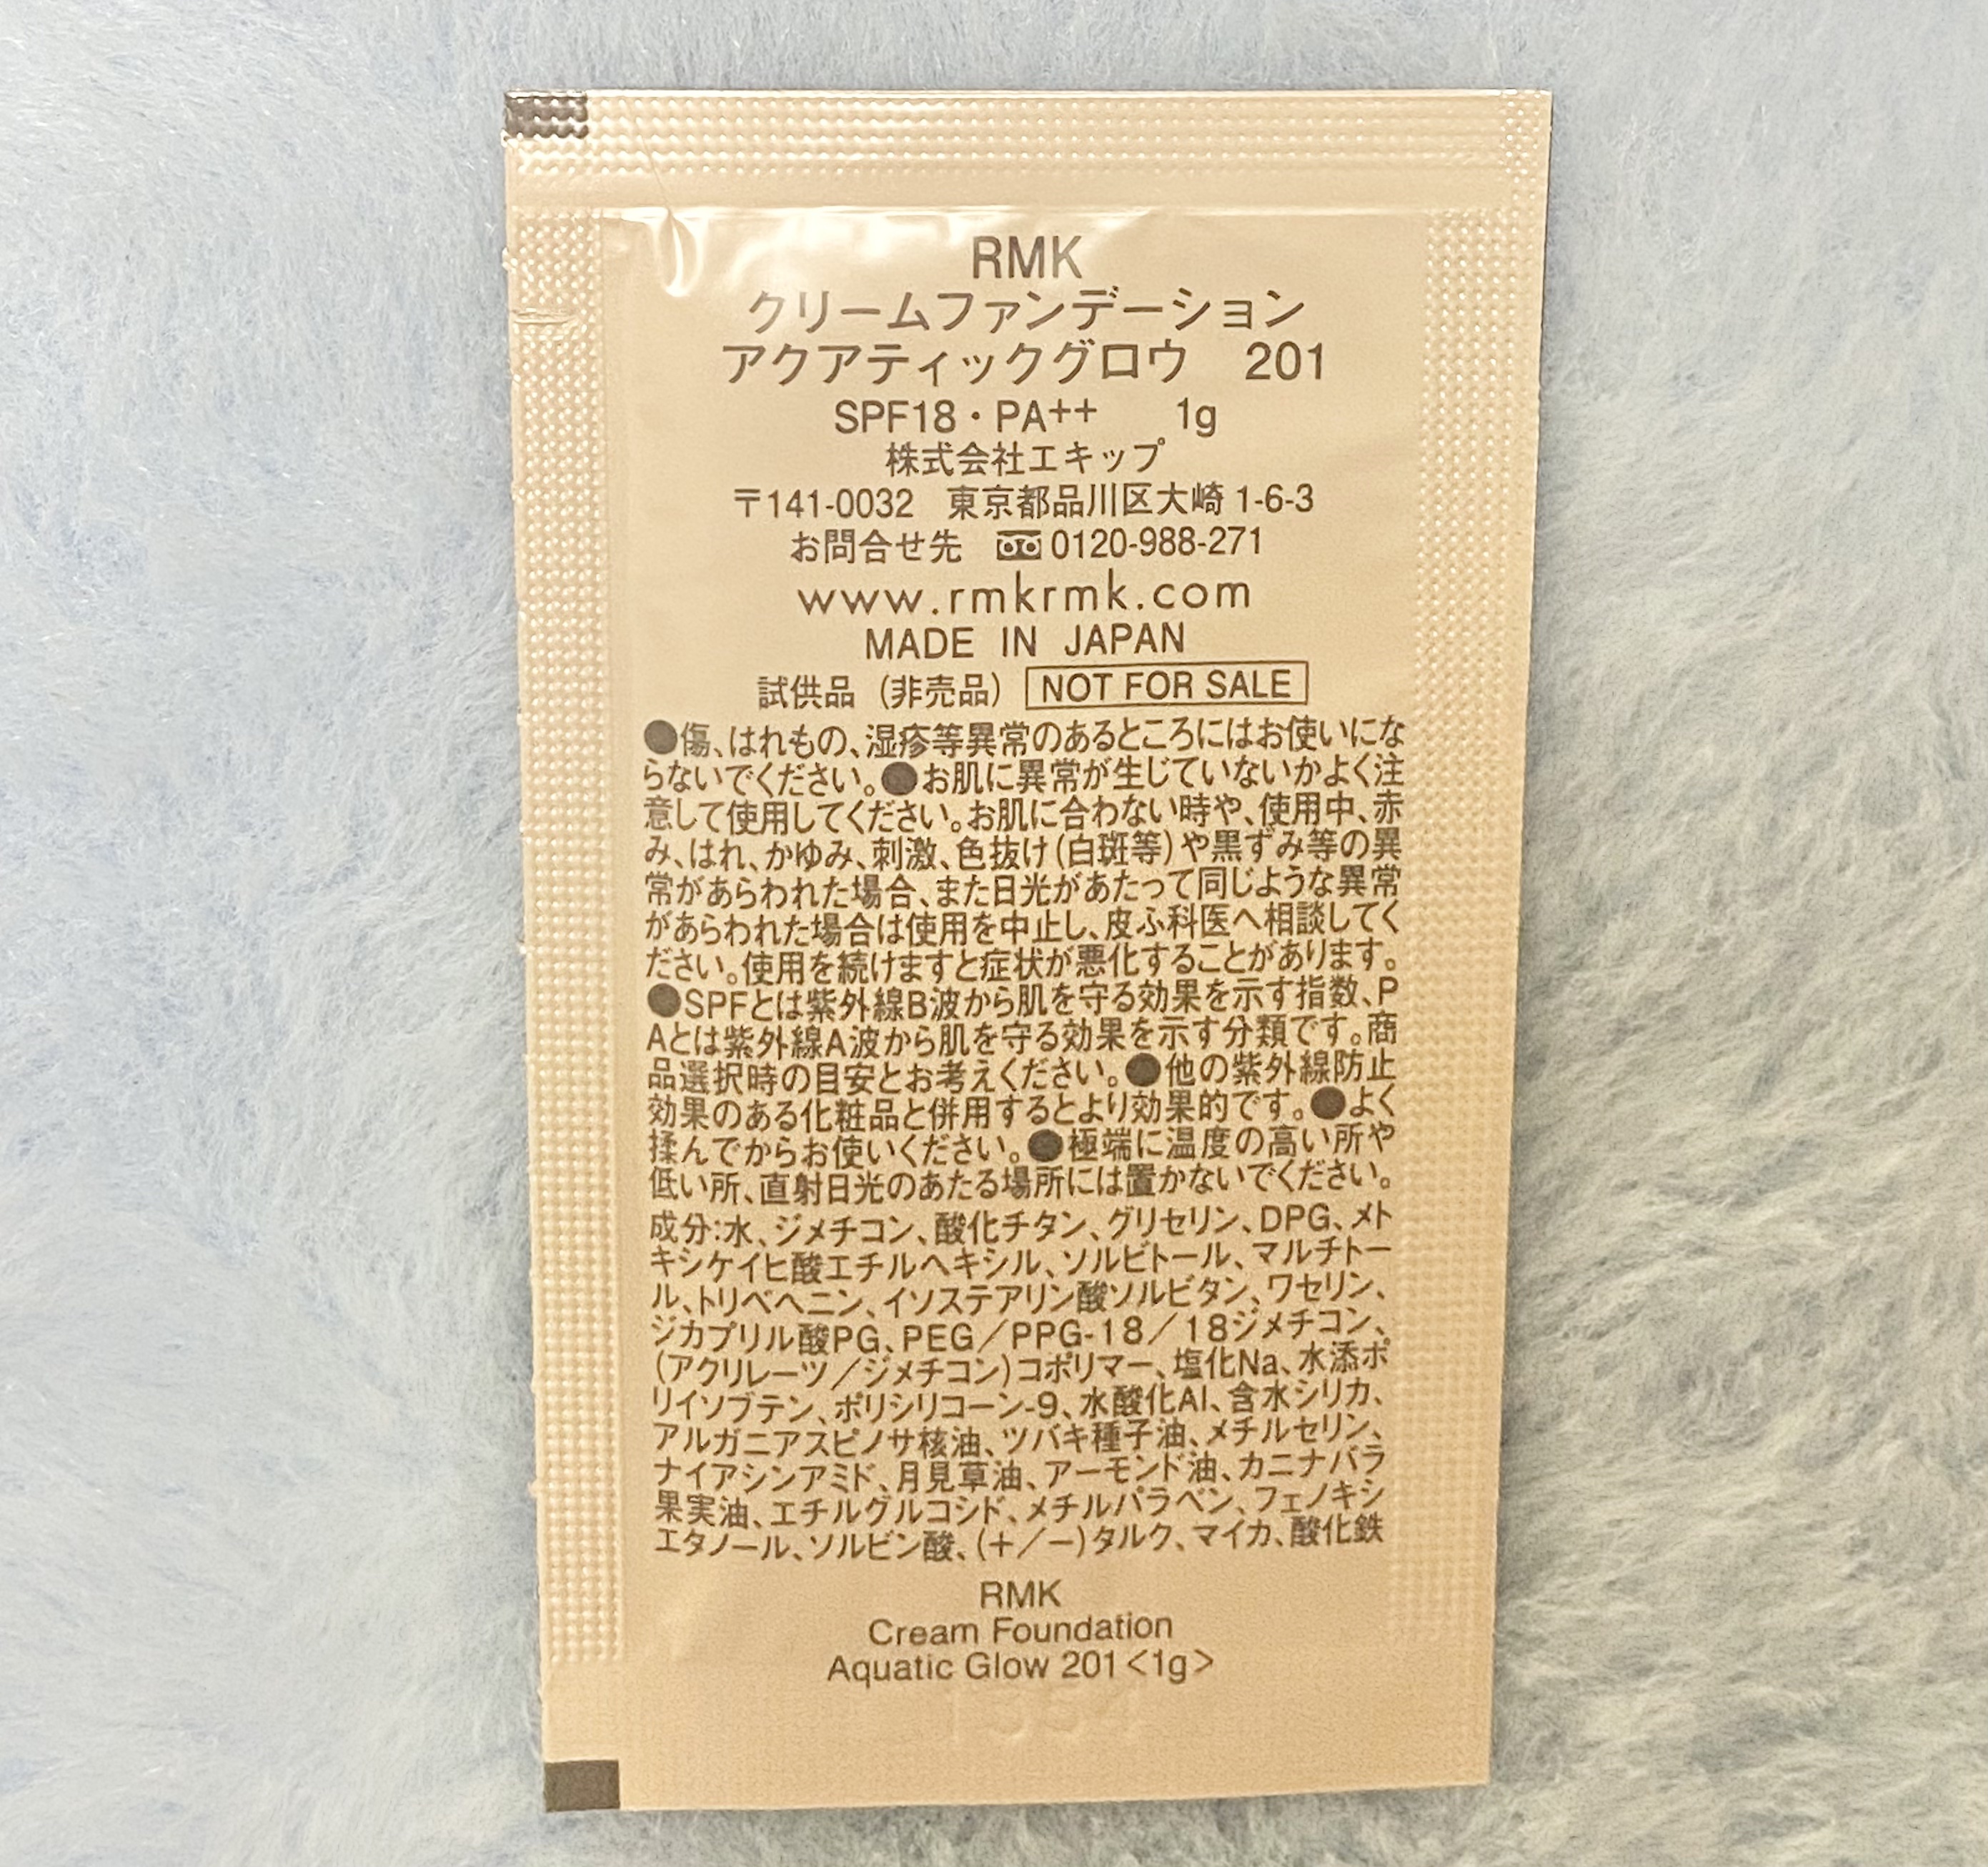 RMK
クリームファンデーション
アクアティックグロウ 201
SPF18・PA++ 1g
株式会社エキップ
〒141-0032 東京都品川区大崎 1-6-3
お問合せ先 0120-988-271
www.rmkrmk.com
MADE IN JAPAN
試供品（非売品） NOT FOR SALE
●傷、はれもの、湿疹等異常のあるところにはお使いにな
らないでください。●お肌に異常が生じていないかよく注
意して使用してください。お肌に合わない時や、使用中、赤
み、はれ、かゆみ、刺激、色抜け（白斑等）や黒ずみ等の異
常があらわれた場合、また日光があたって同じような異常
があらわれた場合は使用を中止し、皮ふ科医へ相談してく
ださい。使用を続けますと症状が悪化することがあります。
●SPFとは紫外線B波から肌を守る効果を示す指数、P
Aとは紫外線A波から肌を守る効果を示す分類です。商
品選択時の目安とお考えください。●他の紫外線防止
効果のある化粧品と併用するとより効果的です。●よく
揉んでからお使いください。●極端に温度の高い所や
低い所、直射日光のあたる場所には置かないでください。
成分：水、ジメチコン、酸化チタン、グリセリン、DPG、メト
キシケイヒ酸エチルヘキシル、ソルビトール、マルチトー
ル、トリベヘニン、イソステアリン酸ソルビタン、ワセリン、
ジカプリル酸PG、PEG／PPG-18／18ジメチコン、
（アクリレーツ／ジメチコン）コポリマー、塩化Na、水添ポ
リイソブテン、ポリシリコーン-9、水酸化Al、含水シリカ、
アルガニアスピノサ核油、ツバキ種子油、メチルセリン、
ナイアシンアミド、月見草油、アーモンド油、カニナバラ
果実油、エチルグルコシド、メチルパラベン、フェノキシ
エタノール、ソルビン酸、（＋／－）タルク、マイカ、酸化鉄
RMK
Cream Foundation
Aquatic Glow 201<1g>